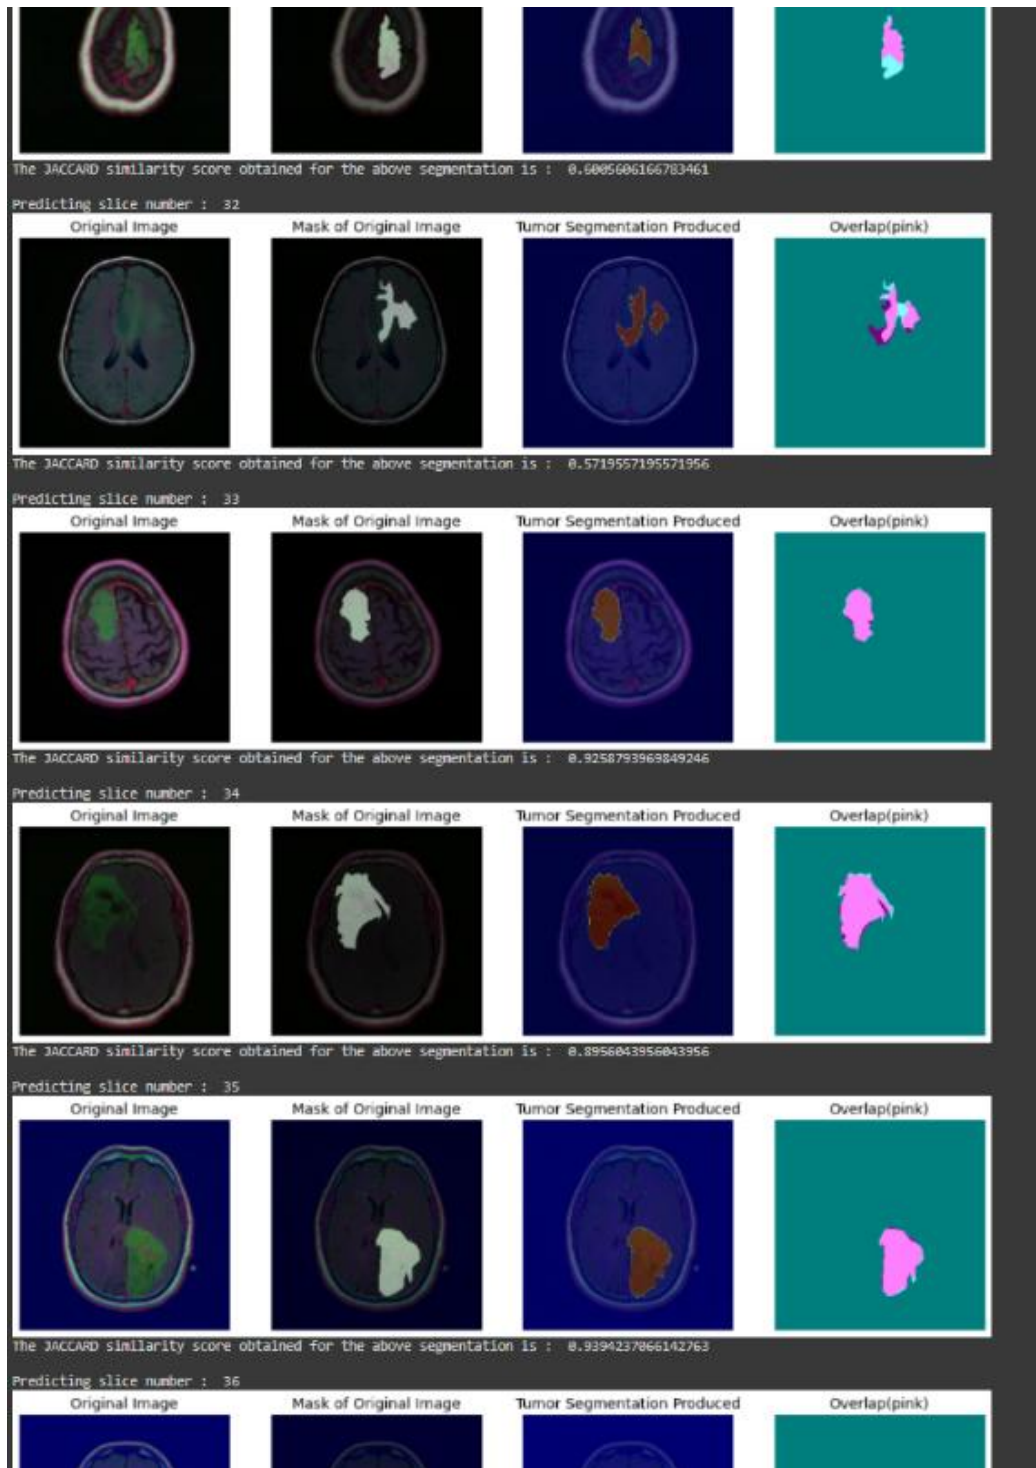 The JACCARD similarity score obtained for the above segmentation is : 0.6005606166783461
Predicting slice number : 32
Original Image Mask of Original Image Tumor Segmentation Produced Overlap(pink)
The JACCARD similarity score obtained for the above segmentation is : 0.5719557195571956
Predicting slice number : 33
Original Image Mask of Original Image Tumor Segmentation Produced Overlap(pink)
The JACCARD similarity score obtained for the above segmentation is : 0.9258793969849246
Predicting slice number : 34
Original Image Mask of Original Image Tumor Segmentation Produced Overlap(pink)
The JACCARD similarity score obtained for the above segmentation is : 0.8956043956043956
Predicting slice number : 35
Original Image Mask of Original Image Tumor Segmentation Produced Overlap(pink)
The JACCARD similarity score obtained for the above segmentation is : 0.9394237066142763
Predicting slice number : 36
Original Image Mask of Original Image Tumor Segmentation Produced Overlap(pink)